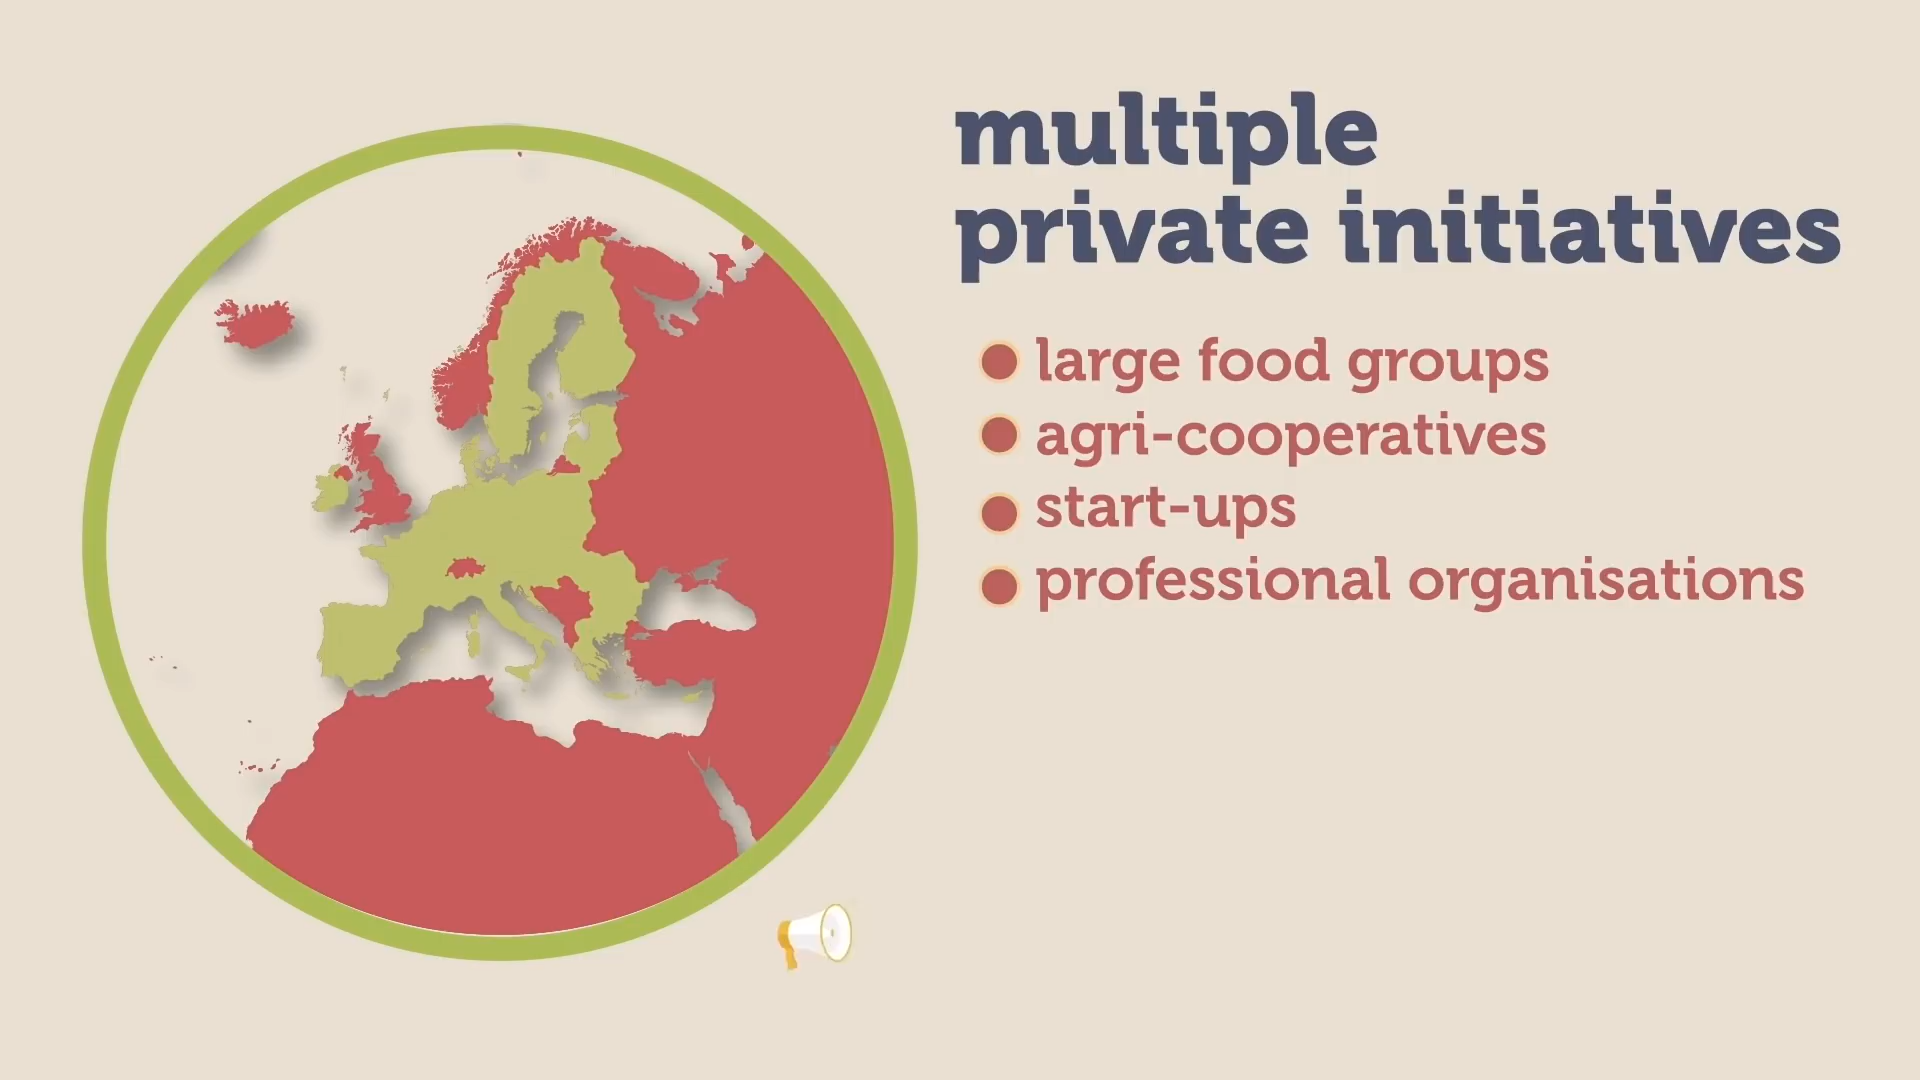 multiple
private initiatives
large food groups
agri-cooperatives
start-ups
professional organisations